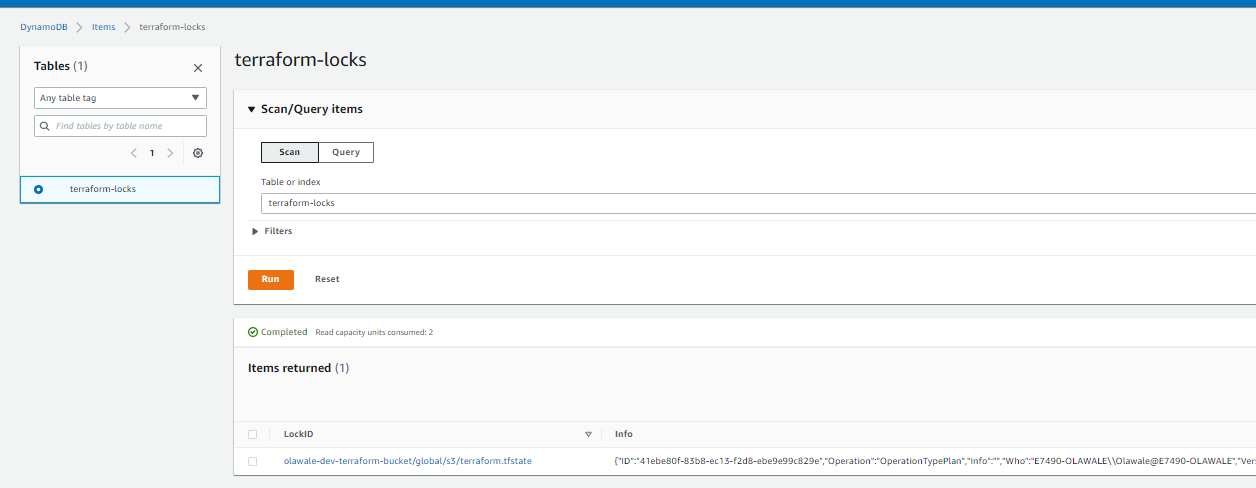 DynamoDB > Items > terraform-locks
Tables (1)
Any table tag
Find tables by table name
1
terraform-locks
terraform-locks
Scan/Query items
Scan Query
Table or index
terraform-locks
Filters
Run Reset
Completed Read capacity units consumed: 2
Items returned (1)
LockID Info
olawale-dev-terraform-bucket/global/s3/terraform.tfstate {"ID":"41ebe80f-83b8-ec13-f2d8-ebe9e99c829e","Operation":"OperationTypePlan","Info":"","Who":"E7490-OLAWALE\\Olawale@E7490-OLAWALE","Ver